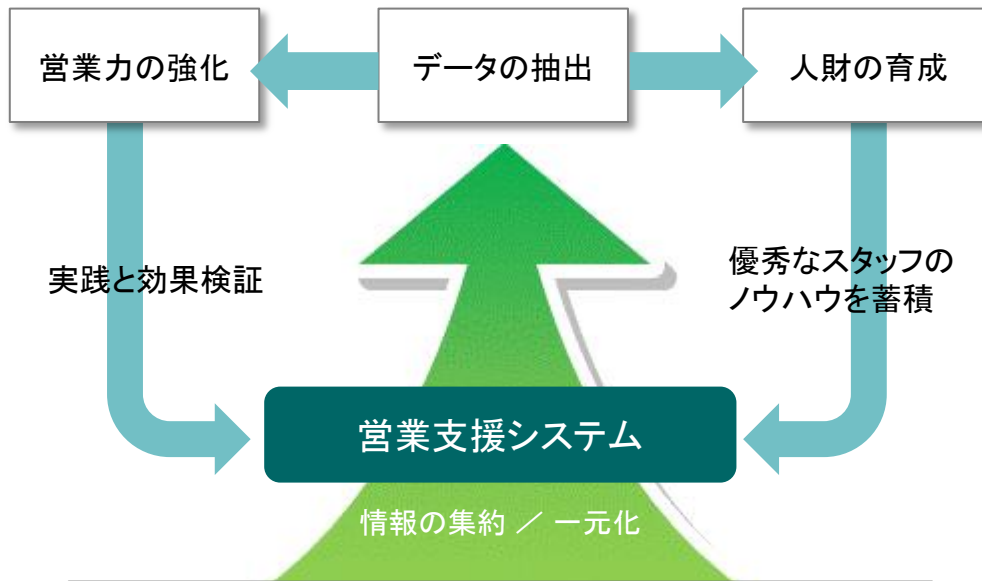 営業力の強化
データの抽出
人財の育成
実践と効果検証
優秀なスタッフの
ノウハウを蓄積
営業支援システム
情報の集約 ／ 一元化